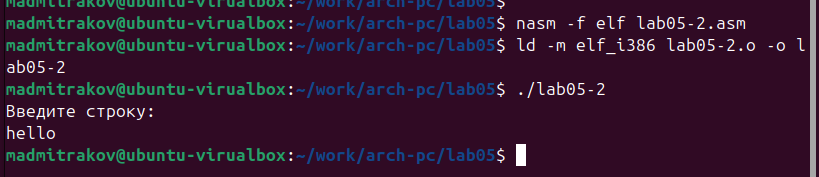 madmitrakov@ubuntu-virualbox:~/work/arch-pc/lab05$
madmitrakov@ubuntu-virualbox:~/work/arch-pc/lab05$ nasm -f elf lab05-2.asm
madmitrakov@ubuntu-virualbox:~/work/arch-pc/lab05$ ld -m elf_i386 lab05-2.o -o l
ab05-2
madmitrakov@ubuntu-virualbox:~/work/arch-pc/lab05$ ./lab05-2
Введите строку:
hello
madmitrakov@ubuntu-virualbox:~/work/arch-pc/lab05$